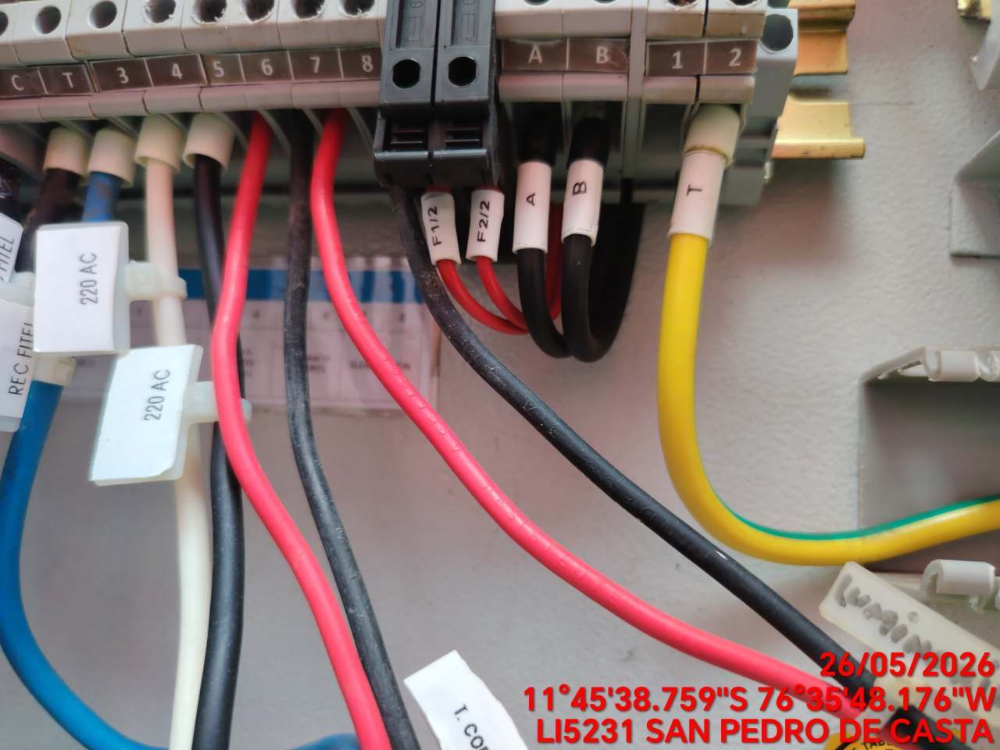 C T 3 4 5 6 7 8 A B 1 2
F1/2
F2/2
A
B
T
220 AC
220 AC
REC FITEL
26/05/2026
11°45'38.759"S 76°35'48.176"W
LI5231 SAN PEDRO DE CASTA